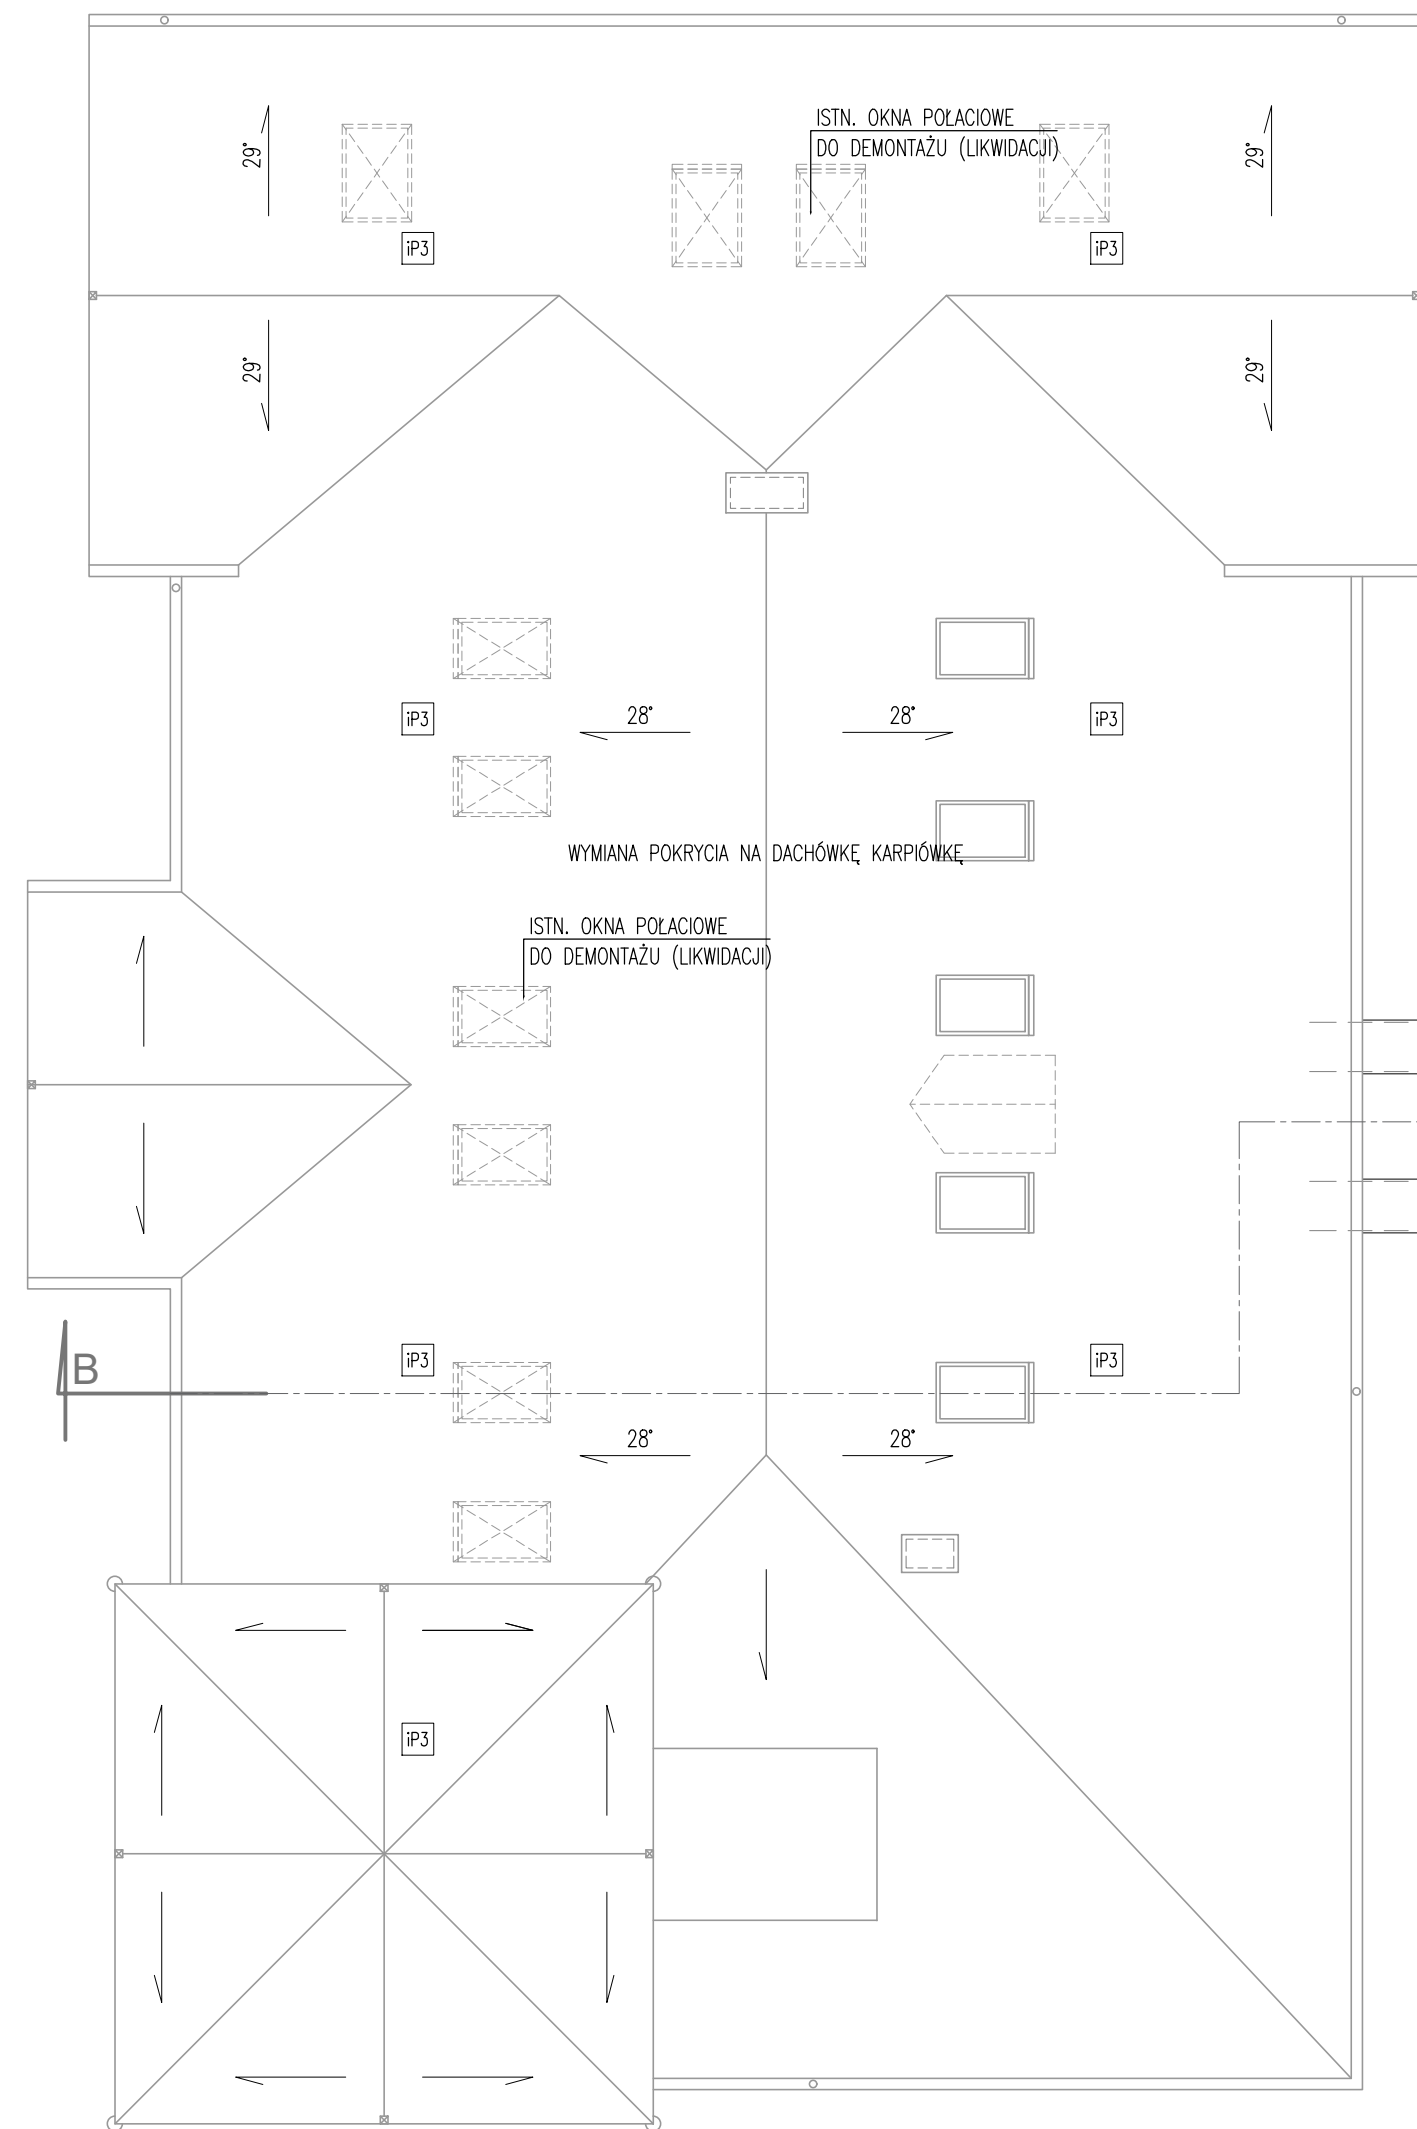 ISTN. OKNA POŁACIOWE
DO DEMONTAŻU (LIKWIDACJI)
29°
29°
iP3
iP3
29°
29°
iP3
28°
28°
iP3
WYMIANA POKRYCIA NA DACHÓWKĘ KARPIÓWKĘ
ISTN. OKNA POŁACIOWE
DO DEMONTAŻU (LIKWIDACJI)
B
iP3
iP3
28°
28°
iP3